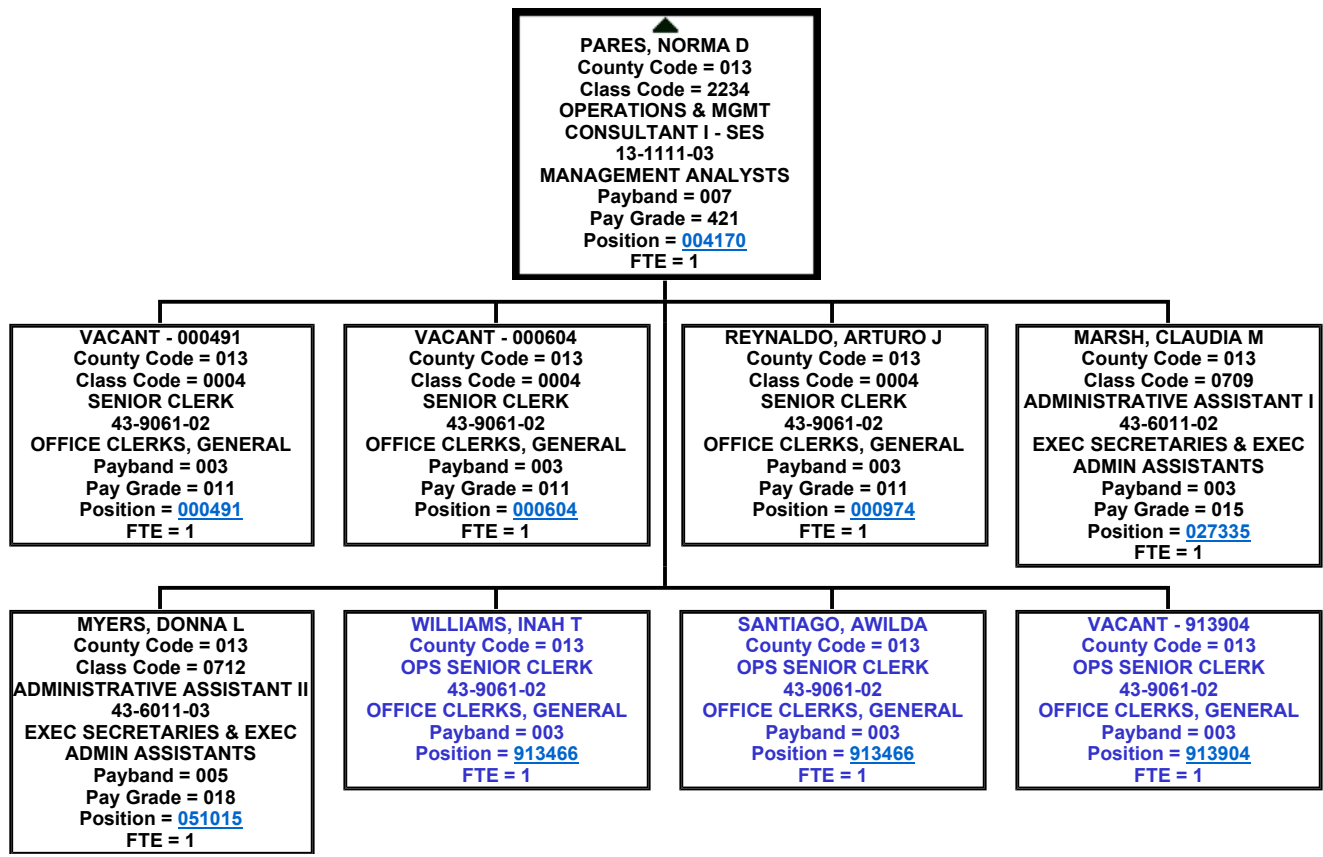 PARES, NORMA D
County Code = 013
Class Code = 2234
OPERATIONS & MGMT
CONSULTANT I - SES
13-1111-03
MANAGEMENT ANALYSTS
Payband = 007
Pay Grade = 421
Position = 004170
FTE = 1
VACANT - 000491
County Code = 013
Class Code = 0004
SENIOR CLERK
43-9061-02
OFFICE CLERKS, GENERAL
Payband = 003
Pay Grade = 011
Position = 000491
FTE = 1
VACANT - 000604
County Code = 013
Class Code = 0004
SENIOR CLERK
43-9061-02
OFFICE CLERKS, GENERAL
Payband = 003
Pay Grade = 011
Position = 000604
FTE = 1
REYNALDO, ARTURO J
County Code = 013
Class Code = 0004
SENIOR CLERK
43-9061-02
OFFICE CLERKS, GENERAL
Payband = 003
Pay Grade = 011
Position = 000974
FTE = 1
MARSH, CLAUDIA M
County Code = 013
Class Code = 0709
ADMINISTRATIVE ASSISTANT I
43-6011-02
EXEC SECRETARIES & EXEC
ADMIN ASSISTANTS
Payband = 003
Pay Grade = 015
Position = 027335
FTE = 1
MYERS, DONNA L
County Code = 013
Class Code = 0712
ADMINISTRATIVE ASSISTANT II
43-6011-03
EXEC SECRETARIES & EXEC
ADMIN ASSISTANTS
Payband = 005
Pay Grade = 018
Position = 051015
FTE = 1
WILLIAMS, INAH T
County Code = 013
OPS SENIOR CLERK
43-9061-02
OFFICE CLERKS, GENERAL
Payband = 003
Position = 913466
FTE = 1
SANTIAGO, AWILDA
County Code = 013
OPS SENIOR CLERK
43-9061-02
OFFICE CLERKS, GENERAL
Payband = 003
Position = 913466
FTE = 1
VACANT - 913904
County Code = 013
OPS SENIOR CLERK
43-9061-02
OFFICE CLERKS, GENERAL
Payband = 003
Position = 913904
FTE = 1